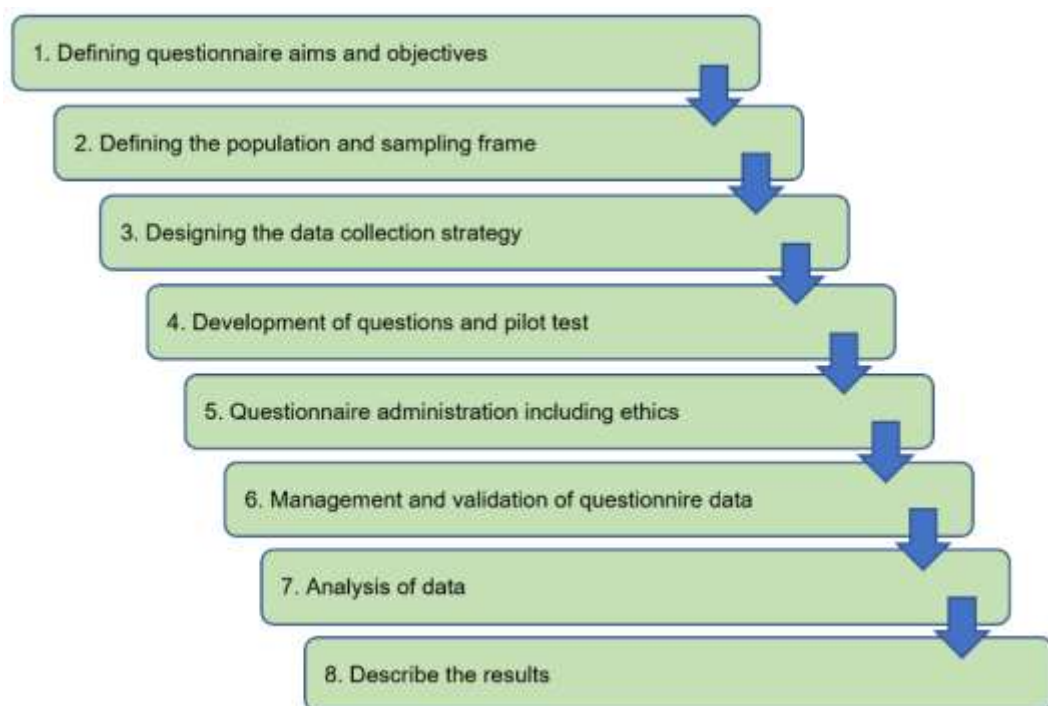 1. Defining questionnaire aims and objectives
2. Defining the population and sampling frame
3. Designing the data collection strategy
4. Development of questions and pilot test
5. Questionnaire administration including ethics
6. Management and validation of questionnire data
7. Analysis of data
8. Describe the results